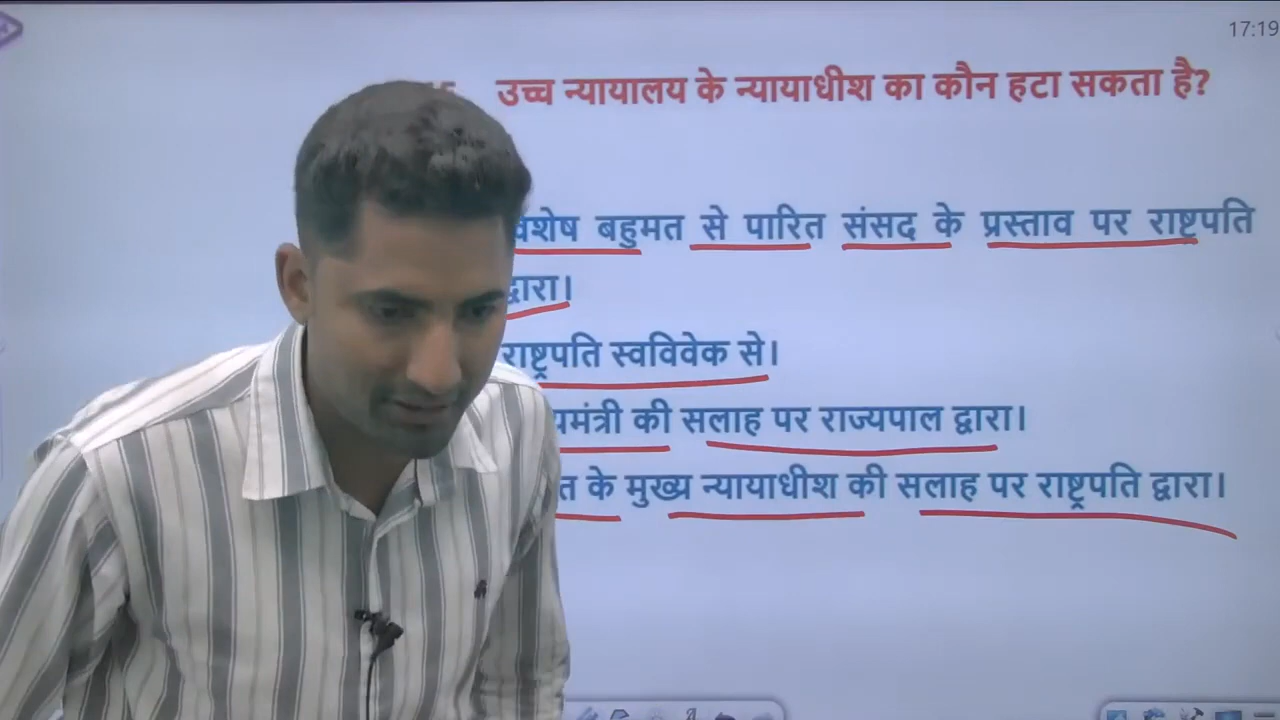 17:19
उच्च न्यायालय के न्यायाधीश का कौन हटा सकता है?
बहुमत से पारित संसद के प्रस्ताव पर राष्टपति
द्वारा।
राष्ट्रपति स्वविवेक से।
की सलाह पर राज्यपाल द्वारा।
के मुख्य न्यायाधीश की सलाह पर राष्ट्रपति द्वारा।